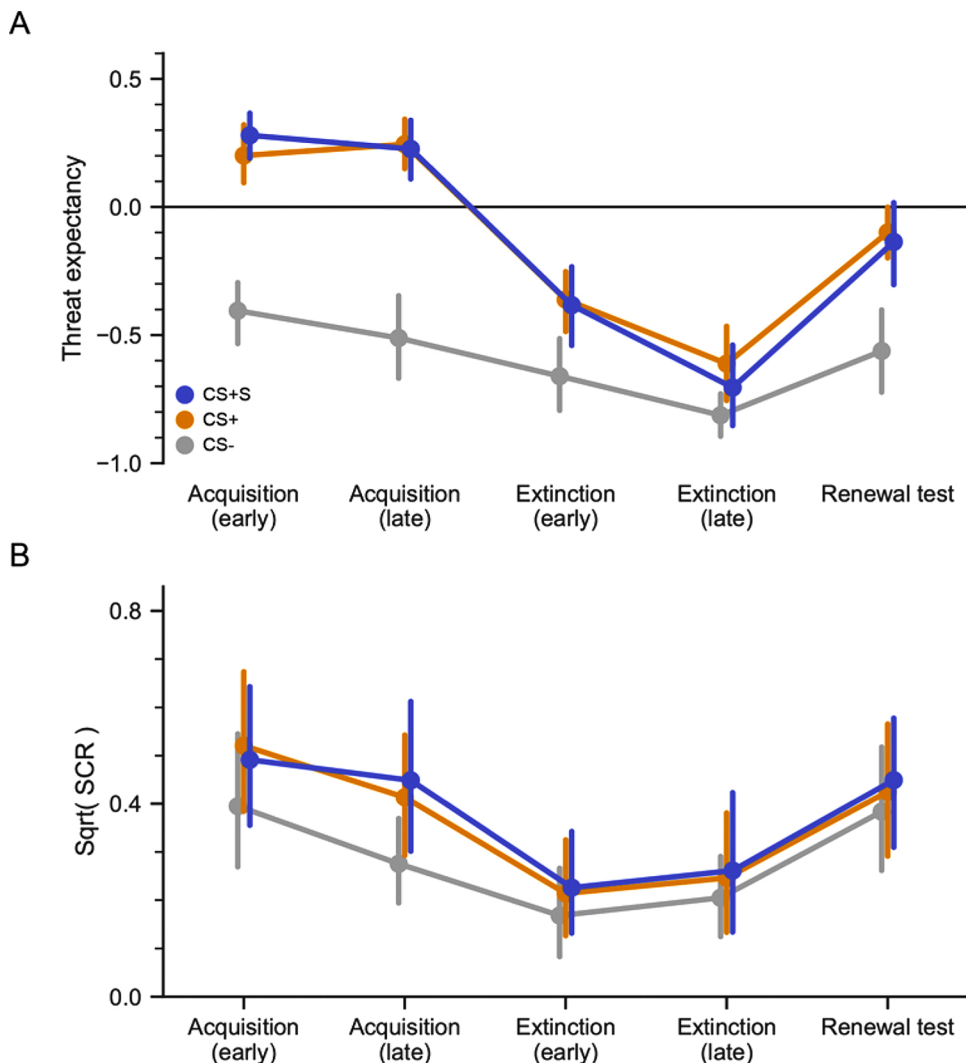 A
0.5
0.0
−0.5
−1.0
Threat expectancy
CS+S
CS+
CS-
Acquisition (early)
Acquisition (late)
Extinction (early)
Extinction (late)
Renewal test
B
0.8
0.4
0.0
Sqrt( SCR )
Acquisition (early)
Acquisition (late)
Extinction (early)
Extinction (late)
Renewal test